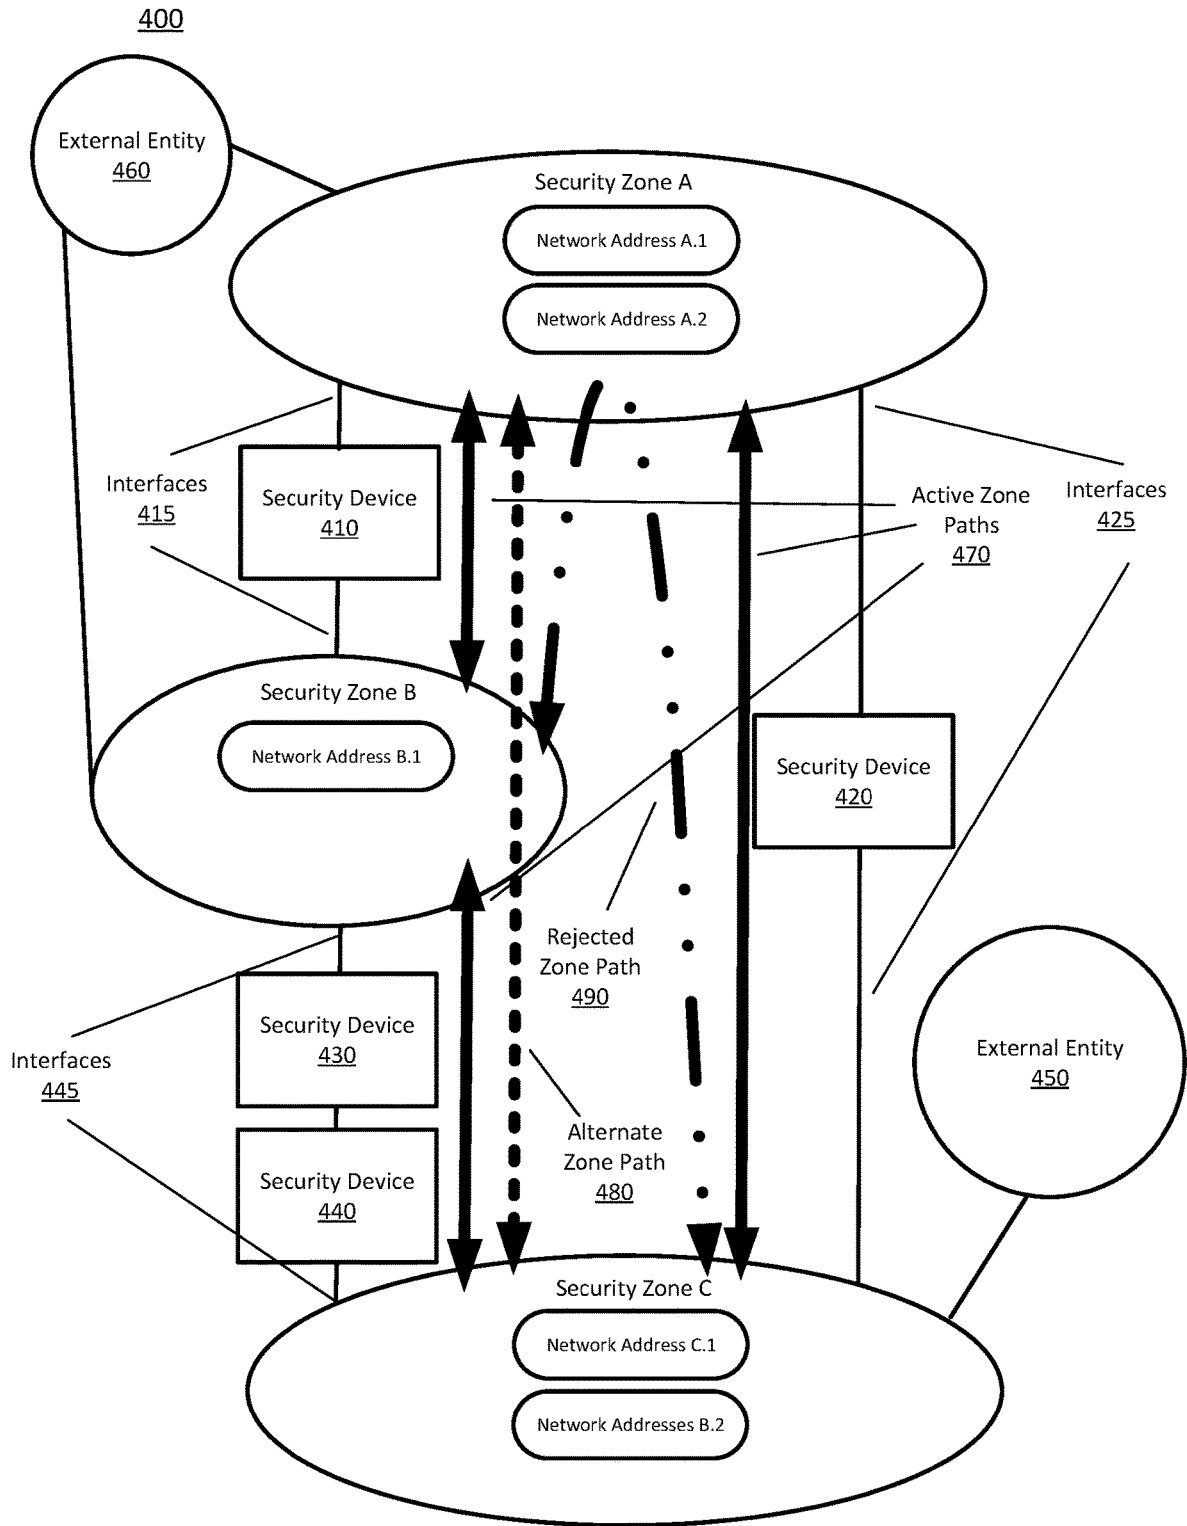 400
External Entity
460
Security Zone A
Network Address A.1
Network Address A.2
Interfaces
415
Security Device
410
Active Zone
Paths
470
Interfaces
425
Security Zone B
Network Address B.1
Security Device
420
Rejected
Zone Path
490
Security Device
430
Interfaces
445
External Entity
450
Alternate
Zone Path
480
Security Device
440
Security Zone C
Network Address C.1
Network Addresses B.2